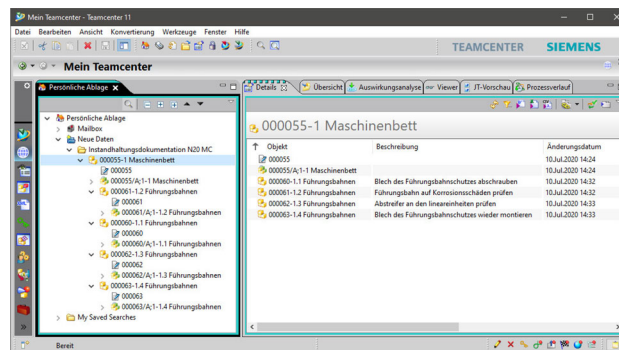 Mein Teamcenter - Teamcenter 11
Datei Bearbeiten Ansicht Konvertierung Werkzeuge Fenster Hilfe
TEAMCENTER SIEMENS
Mein Teamcenter
Persönliche Ablage
Details Übersicht Auswirkungsanalyse Viewer JT-Vorschau Prozessverlauf
Persönliche Ablage
Mailbox
Neue Daten
Instandhaltungsdokumentation N20 MC
000055-1 Maschinenbett
000055
000055/A;1-1 Maschinenbett
000061-1.2 Führungsbahnen
000061
000061/A;1-1.2 Führungsbahnen
000060-1.1 Führungsbahnen
000060
000060/A;1-1.1 Führungsbahnen
000062-1.3 Führungsbahnen
000062
000062/A;1-1.3 Führungsbahnen
000063-1.4 Führungsbahnen
000063
000063/A;1-1.4 Führungsbahnen
My Saved Searches
000055-1 Maschinenbett
Objekt Beschreibung Änderungsdatum
000055 10.Jul.2020 14:24
000055/A;1-1 Maschinenbett 10.Jul.2020 14:24
000060-1.1 Führungsbahnen Blech des Führungsbahnschutzes abschrauben 10.Jul.2020 14:32
000061-1.2 Führungsbahnen Führungsbahn auf Korrosionsschäden prüfen 10.Jul.2020 14:32
000062-1.3 Führungsbahnen Abstreifer an den lineareinheiten prüfen 10.Jul.2020 14:33
000063-1.4 Führungsbahnen Blech des Führungsbahnschutzes wieder montieren 10.Jul.2020 14:33
Bereit